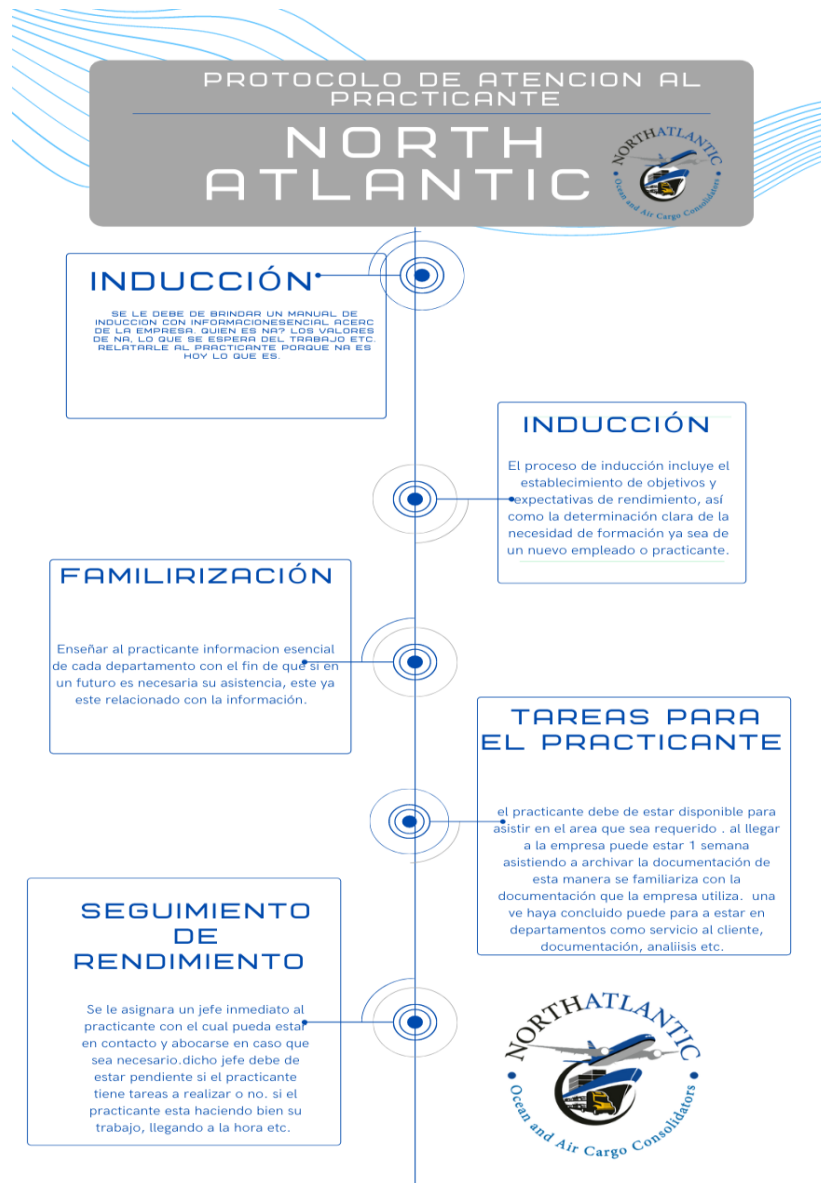 PROTOCOLO DE ATENCION AL
PRACTICANTE
NORTH
ATLANTIC
NORTHATLANTIC
Ocean and Air Cargo Consolidators
INDUCCIÓN
SE LE DEBE DE BRINDAR UN MANUAL DE
INDUCCION CON INFORMACIONESENCIAL ACERC
DE LA EMPRESA. QUIEN ES NA? LOS VALORES
DE NA, LO QUE SE ESPERA DEL TRABAJO ETC.
RELATARLE AL PRACTICANTE PORQUE NA ES
HOY LO QUE ES.
INDUCCIÓN
El proceso de inducción incluye el
establecimiento de objetivos y
expectativas de rendimiento, así
como la determinación clara de la
necesidad de formación ya sea de
un nuevo empleado o practicante.
FAMILIRIZACIÓN
Enseñar al practicante informacion esencial
de cada departamento con el fin de que si en
un futuro es necesaria su asistencia, este ya
este relacionado con la información.
TAREAS PARA
EL PRACTICANTE
el practicante debe de estar disponible para
asistir en el area que sea requerido . al llegar
a la empresa puede estar 1 semana
asistiendo a archivar la documentación de
esta manera se familiariza con la
documentación que la empresa utiliza. una
ve haya concluido puede para a estar en
departamentos como servicio al cliente,
documentación, analiisis etc.
SEGUIMIENTO
DE
RENDIMIENTO
Se le asignara un jefe inmediato al
practicante con el cual pueda estar
en contacto y abocarse en caso que
sea necesario.dicho jefe debe de
estar pendiente si el practicante
tiene tareas a realizar o no. si el
practicante esta haciendo bien su
trabajo, llegando a la hora etc.
NORTHATLANTIC
Ocean and Air Cargo Consolidators